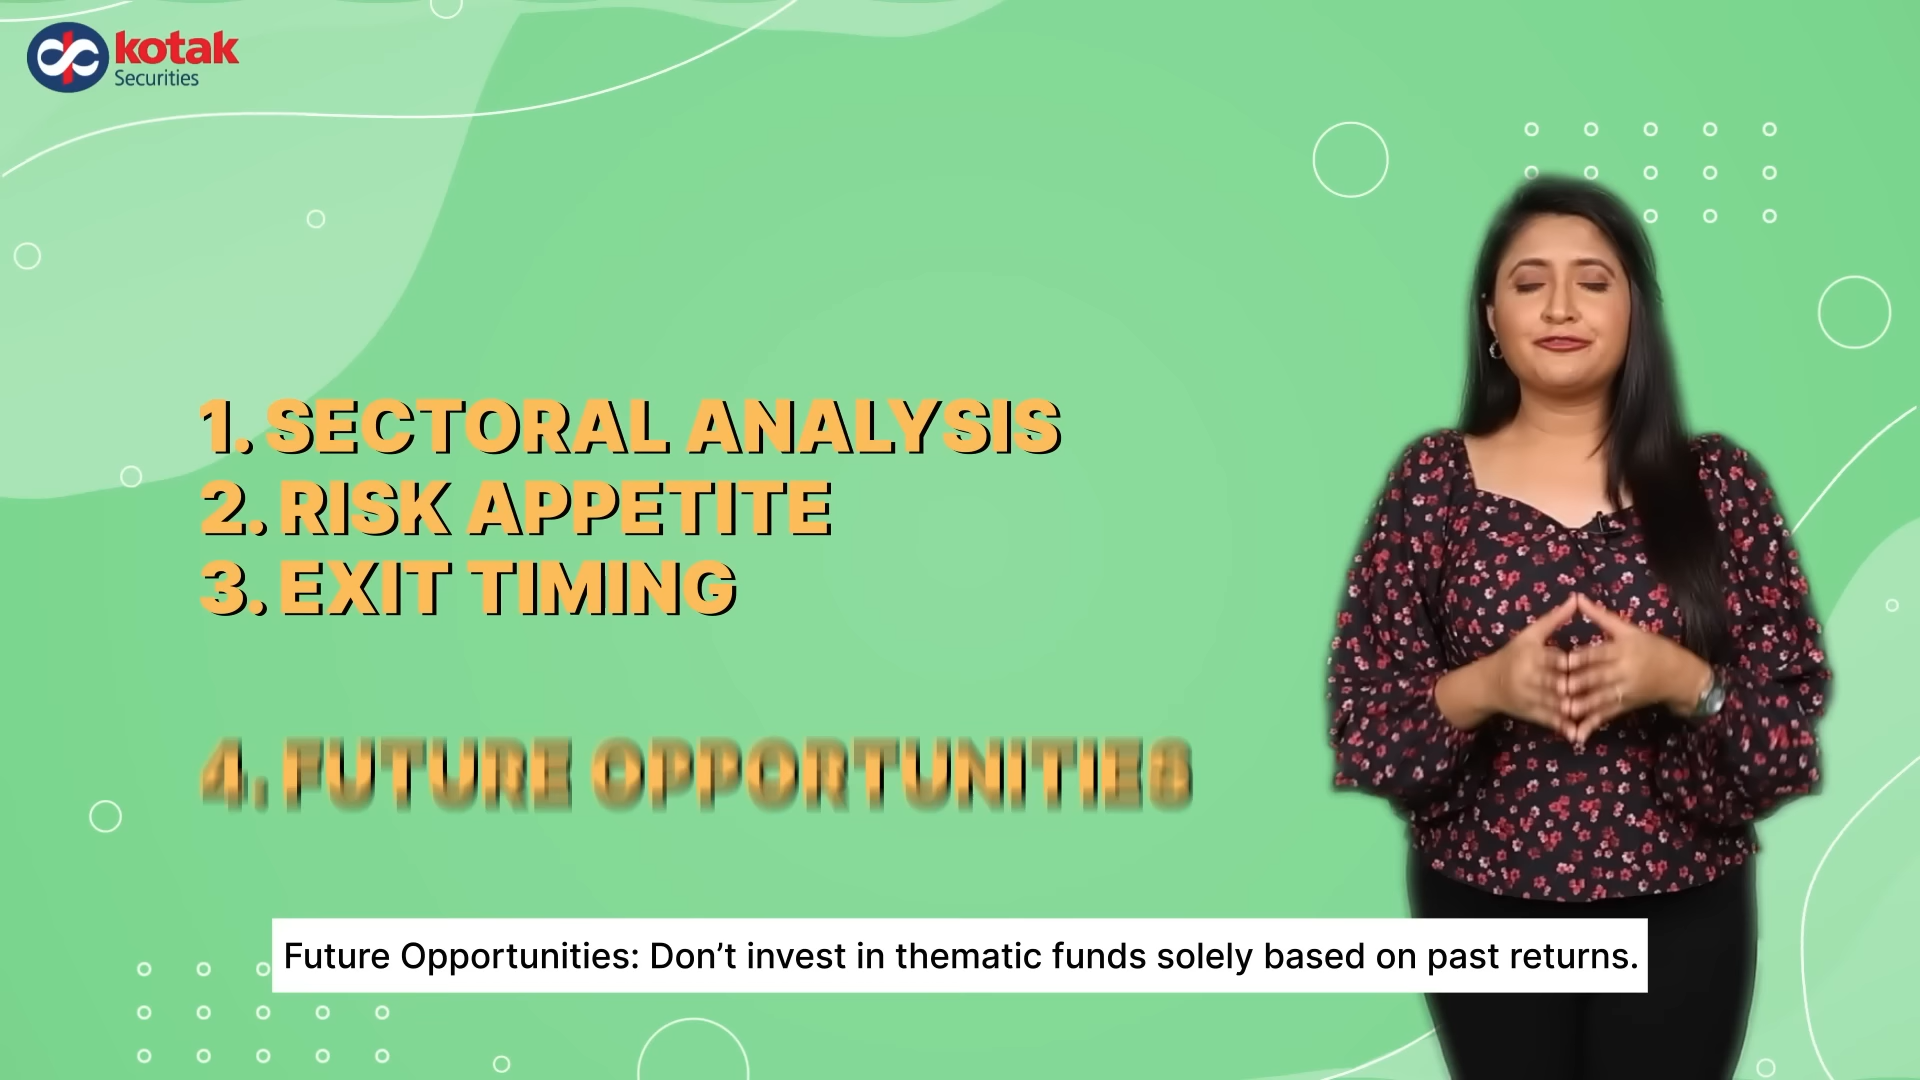 kotak
Securities
1. SECTORAL ANALYSIS
2. RISK APPETITE
3. EXIT TIMING
4. FUTURE OPPORTUNITIES
Future Opportunities: Don’t invest in thematic funds solely based on past returns.